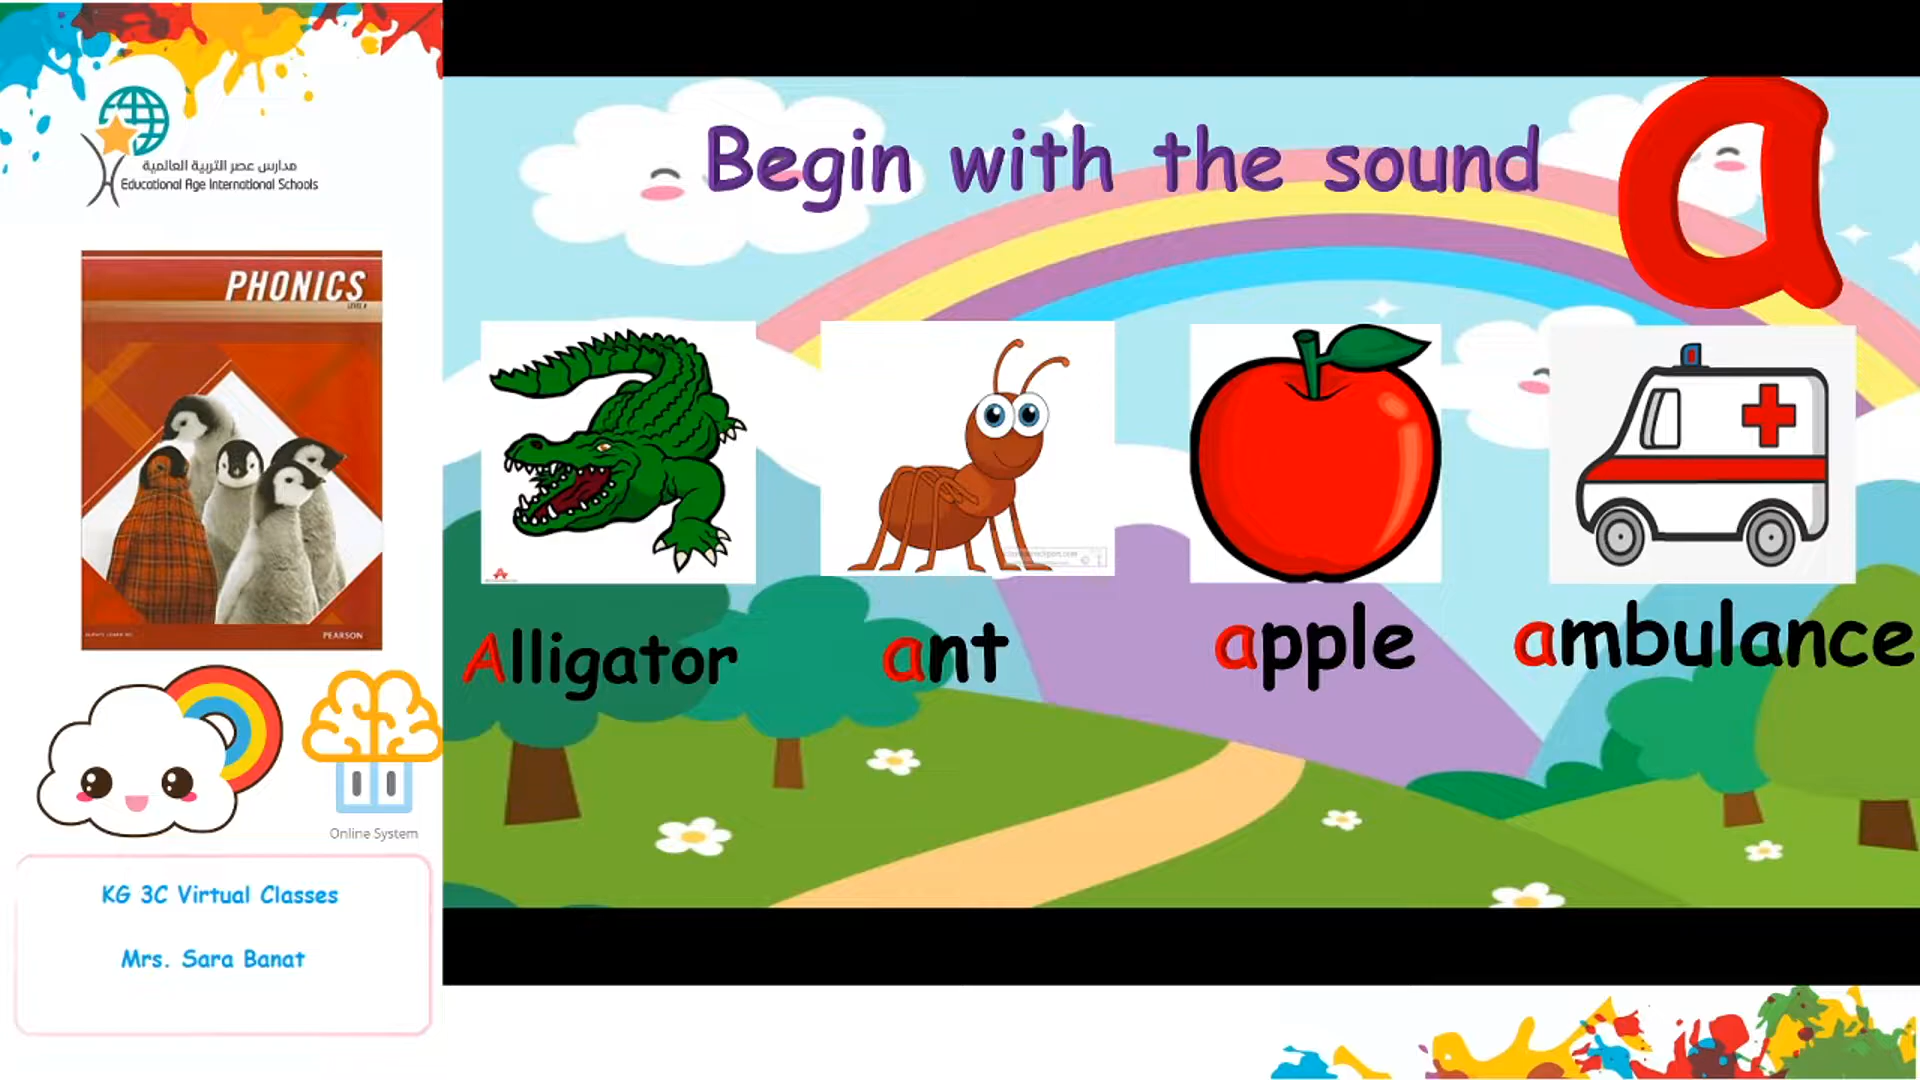 مدارس عصر التربية العالمية
Educational Age International Schools
PHONICS
LEVEL K
PEARSON
Online System
KG 3C Virtual Classes
Mrs. Sara Banat
Begin with the sound a
Alligator
ant
apple
ambulance